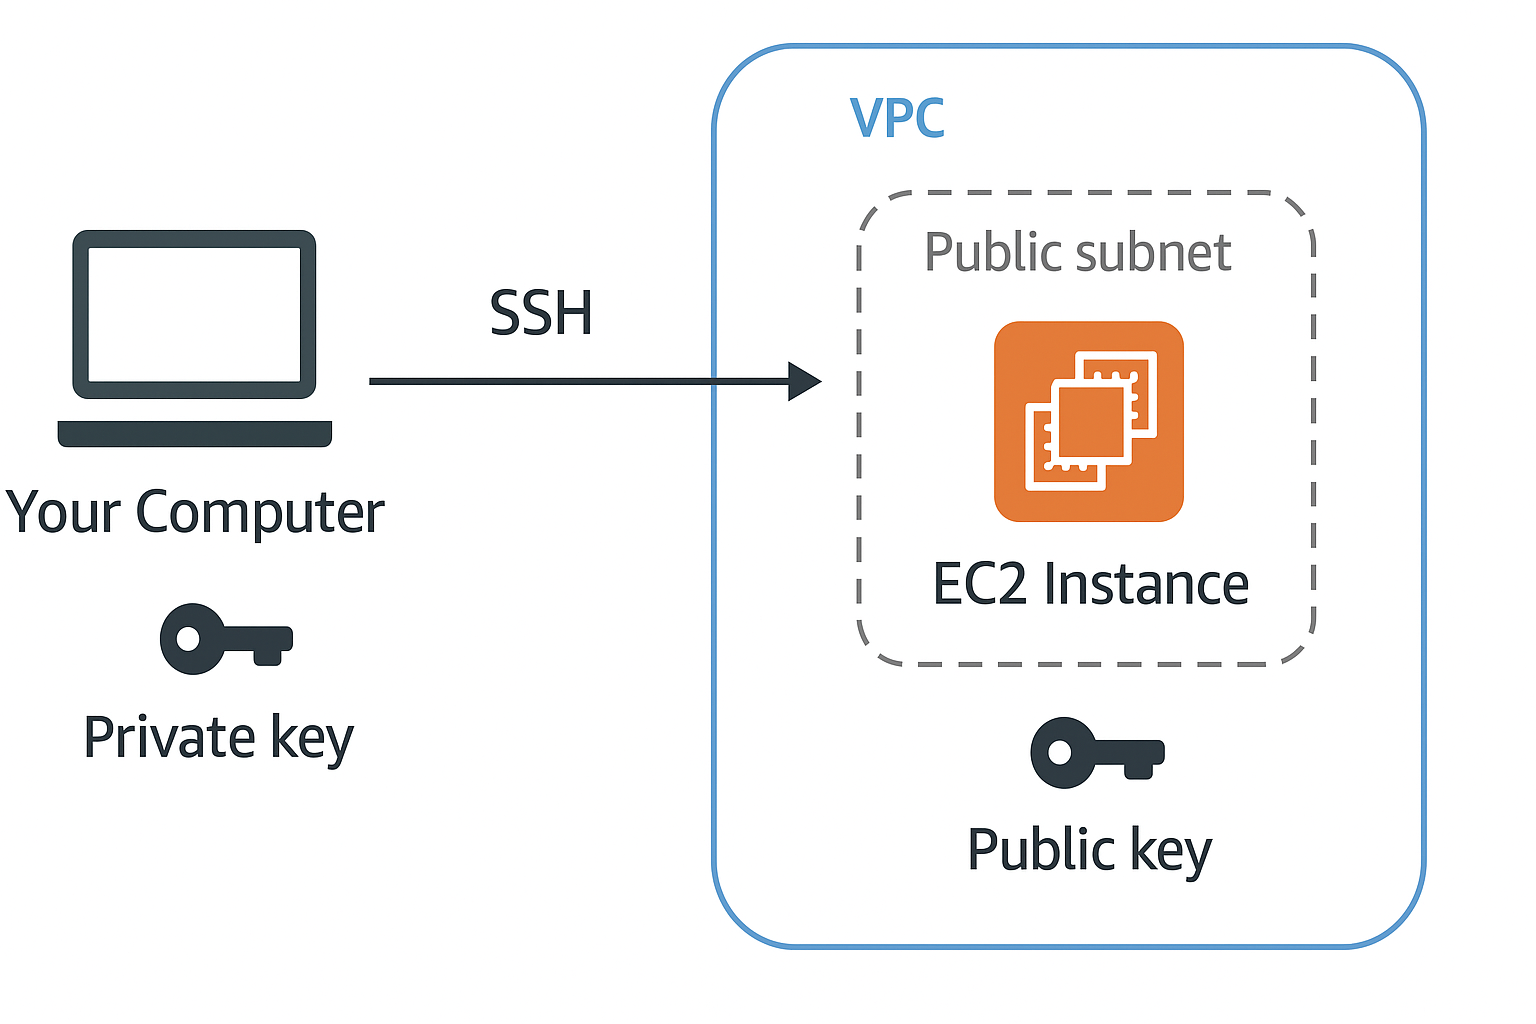 VPC
Public subnet
SSH
Your Computer
EC2 Instance
Private key
Public key